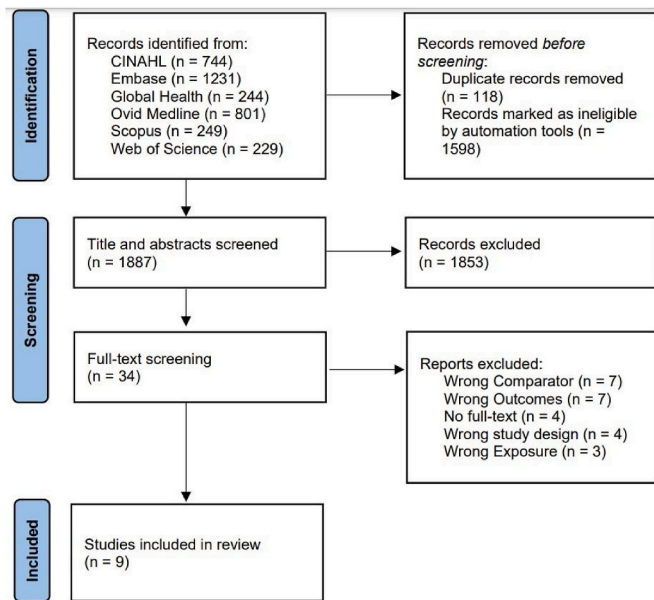 Identification
Records identified from:
CINAHL (n = 744)
Embase (n = 1231)
Global Health (n = 244)
Ovid Medline (n = 801)
Scopus (n = 249)
Web of Science (n = 229)
Records removed before
screening:
Duplicate records removed
(n = 118)
Records marked as ineligible
by automation tools (n =
1598)
Screening
Title and abstracts screened
(n = 1887)
Records excluded
(n = 1853)
Full-text screening
(n = 34)
Reports excluded:
Wrong Comparator (n = 7)
Wrong Outcomes (n = 7)
No full-text (n = 4)
Wrong study design (n = 4)
Wrong Exposure (n = 3)
Included
Studies included in review
(n = 9)